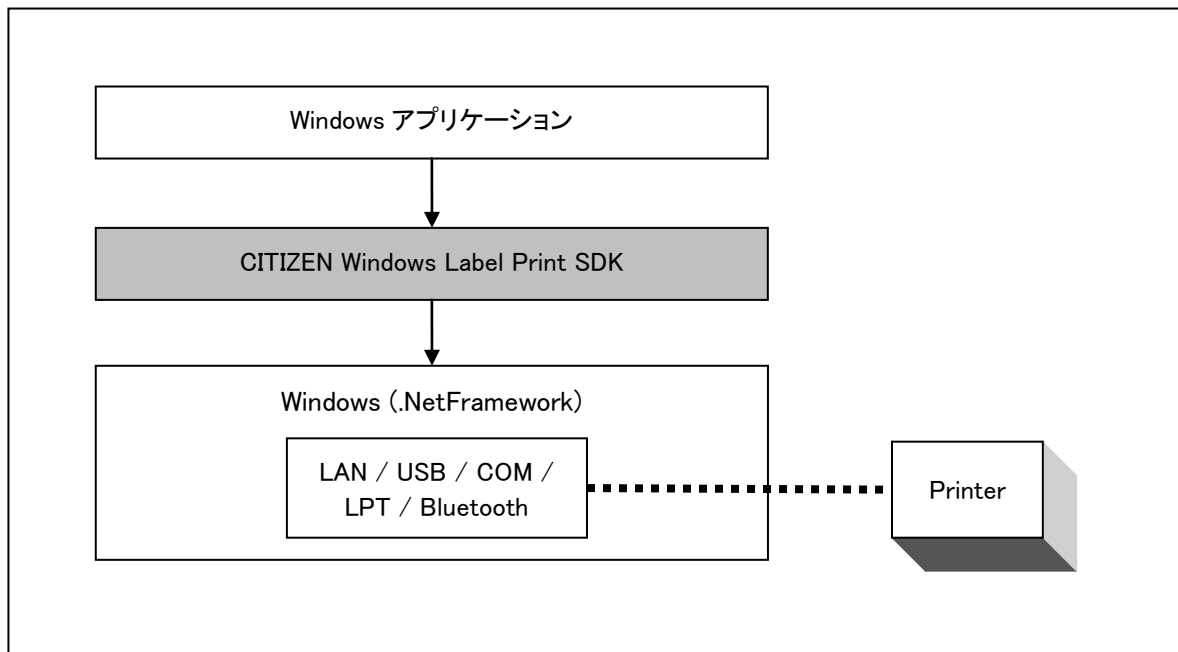 Windows アプリケーション
CITIZEN Windows Label Print SDK
Windows (.NetFramework)
LAN / USB / COM /
LPT / Bluetooth
Printer